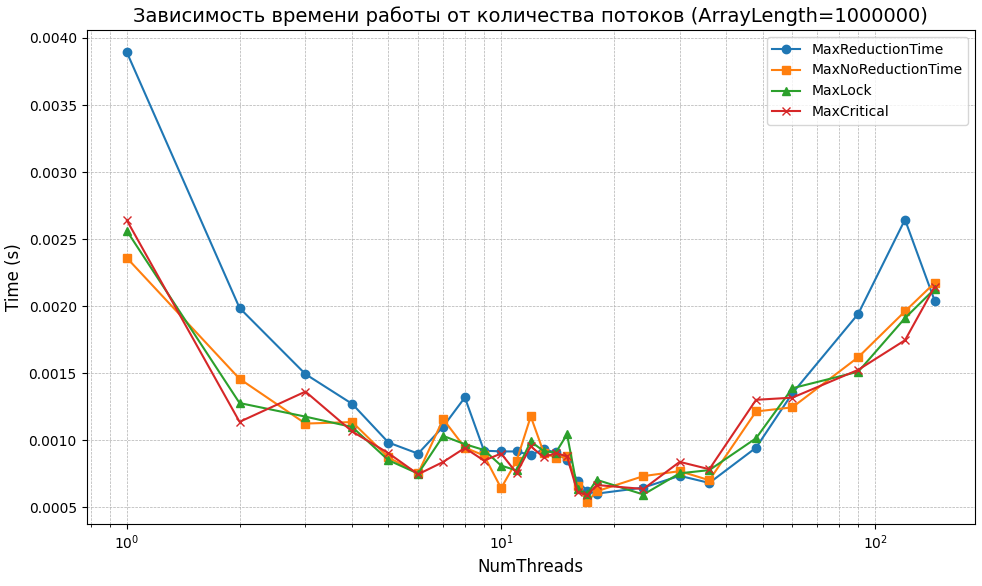 Зависимость времени работы от количества потоков (ArrayLength=1000000)
0.0040
0.0035
0.0030
0.0025
0.0020
0.0015
0.0010
0.0005
Time (s)
MaxReductionTime
MaxNoReductionTime
MaxLock
MaxCritical
10⁰
10¹
10²
NumThreads